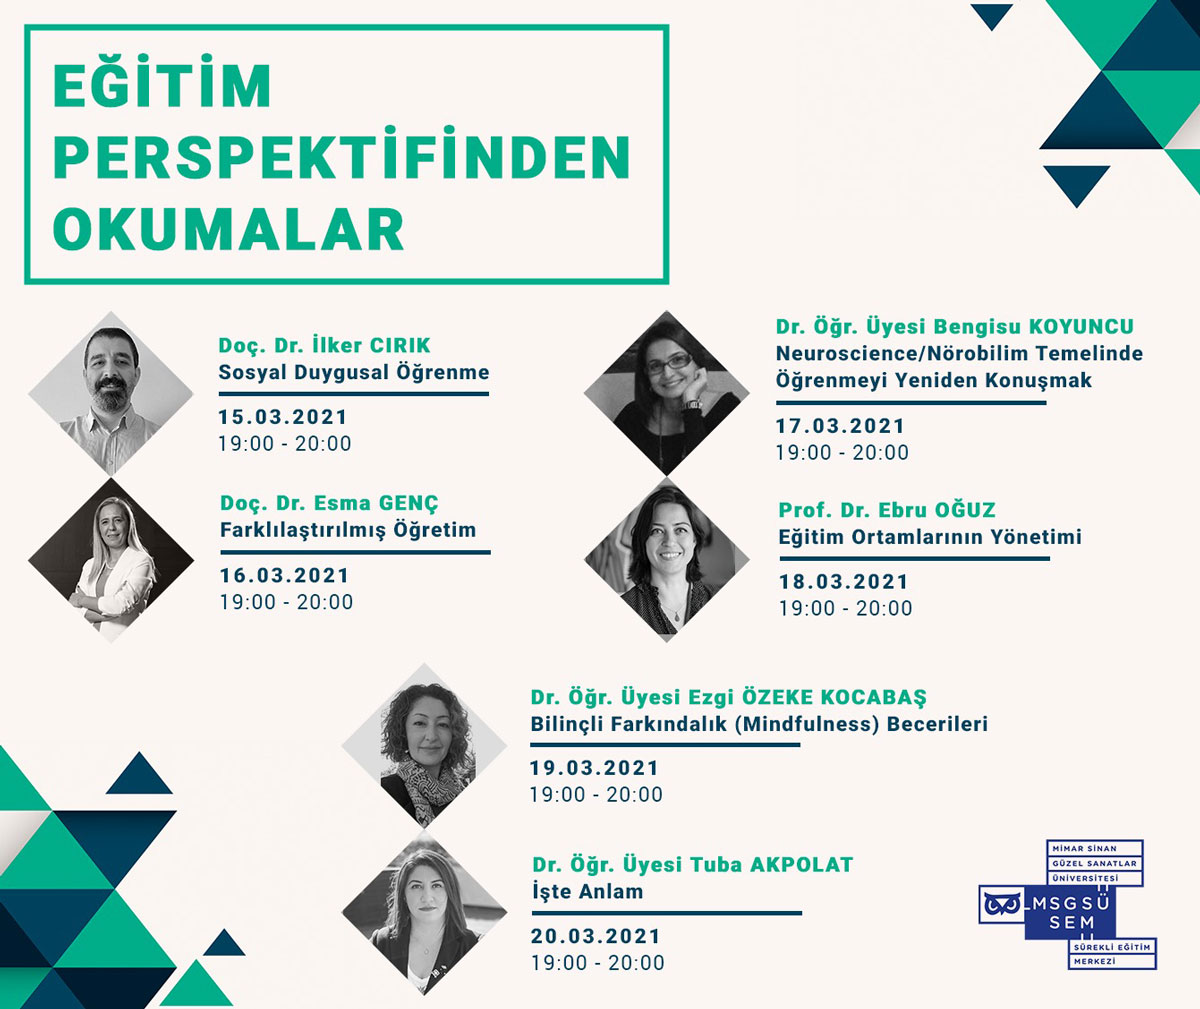 EĞİTİM
PERSPEKTİFİNDEN
OKUMALAR
Doç. Dr. İlker CIRIK
Sosyal Duygusal Öğrenme
15.03.2021
19:00 - 20:00
Doç. Dr. Esma GENÇ
Farklılaştırılmış Öğretim
16.03.2021
19:00 - 20:00
Dr. Öğr. Üyesi Bengisu KOYUNCU
Neuroscience/Nörobilim Temelinde
Öğrenmeyi Yeniden Konuşmak
17.03.2021
19:00 - 20:00
Prof. Dr. Ebru OĞUZ
Eğitim Ortamlarının Yönetimi
18.03.2021
19:00 - 20:00
Dr. Öğr. Üyesi Ezgi ÖZEKE KOCABAŞ
Bilinçli Farkındalık (Mindfulness) Becerileri
19.03.2021
19:00 - 20:00
Dr. Öğr. Üyesi Tuba AKPOLAT
İşte Anlam
20.03.2021
19:00 - 20:00
MİMAR SİNAN
GÜZEL SANATLAR
ÜNİVERSİTESİ
MSGSÜ
SEM
SÜREKLİ EĞİTİM
MERKEZİ